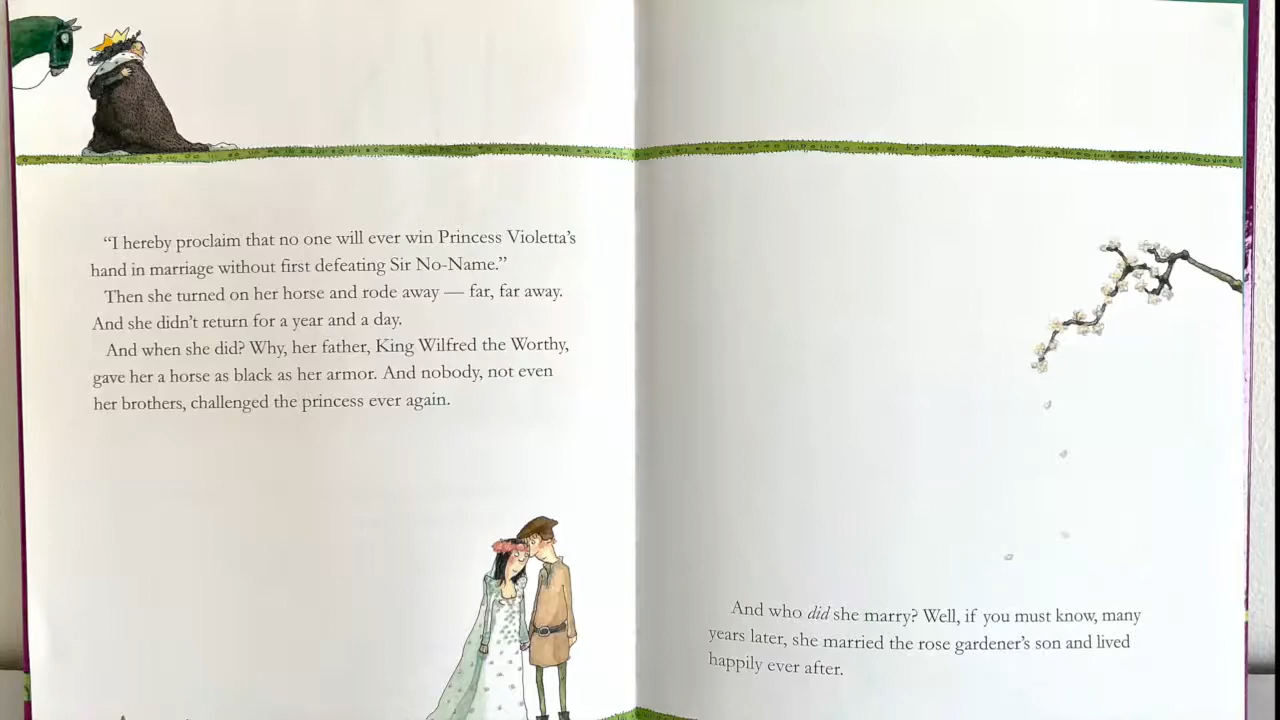 “I hereby proclaim that no one will ever win Princess Violetta’s
hand in marriage without first defeating Sir No-Name.”
Then she turned on her horse and rode away — far, far away.
And she didn’t return for a year and a day.
And when she did? Why, her father, King Wilfred the Worthy,
gave her a horse as black as her armor. And nobody, not even
her brothers, challenged the princess ever again.
And who did she marry? Well, if you must know, many
years later, she married the rose gardener’s son and lived
happily ever after.